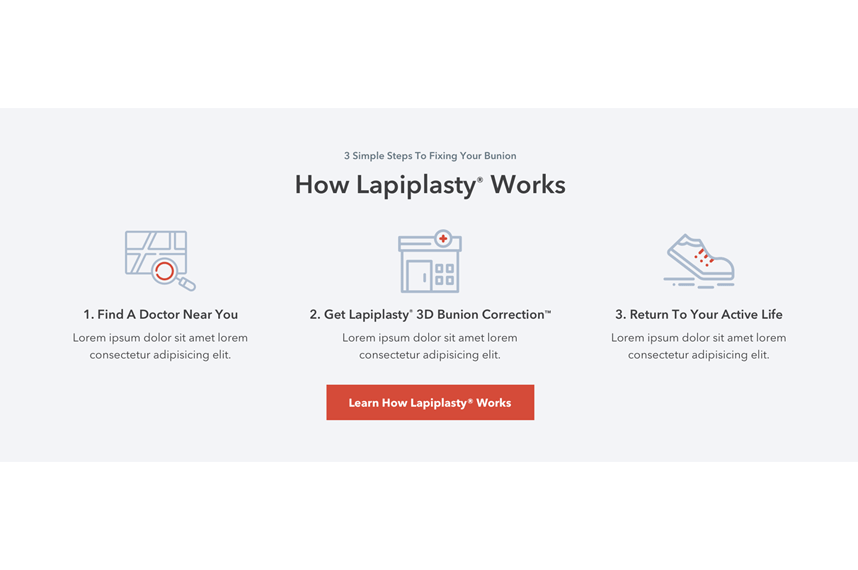 3 Simple Steps To Fixing Your Bunion
How Lapiplasty® Works
1. Find A Doctor Near You
Lorem ipsum dolor sit amet lorem
consectetur adipisicing elit.
2. Get Lapiplasty® 3D Bunion Correction™
Lorem ipsum dolor sit amet lorem
consectetur adipisicing elit.
3. Return To Your Active Life
Lorem ipsum dolor sit amet lorem
consectetur adipisicing elit.
Learn How Lapiplasty® Works